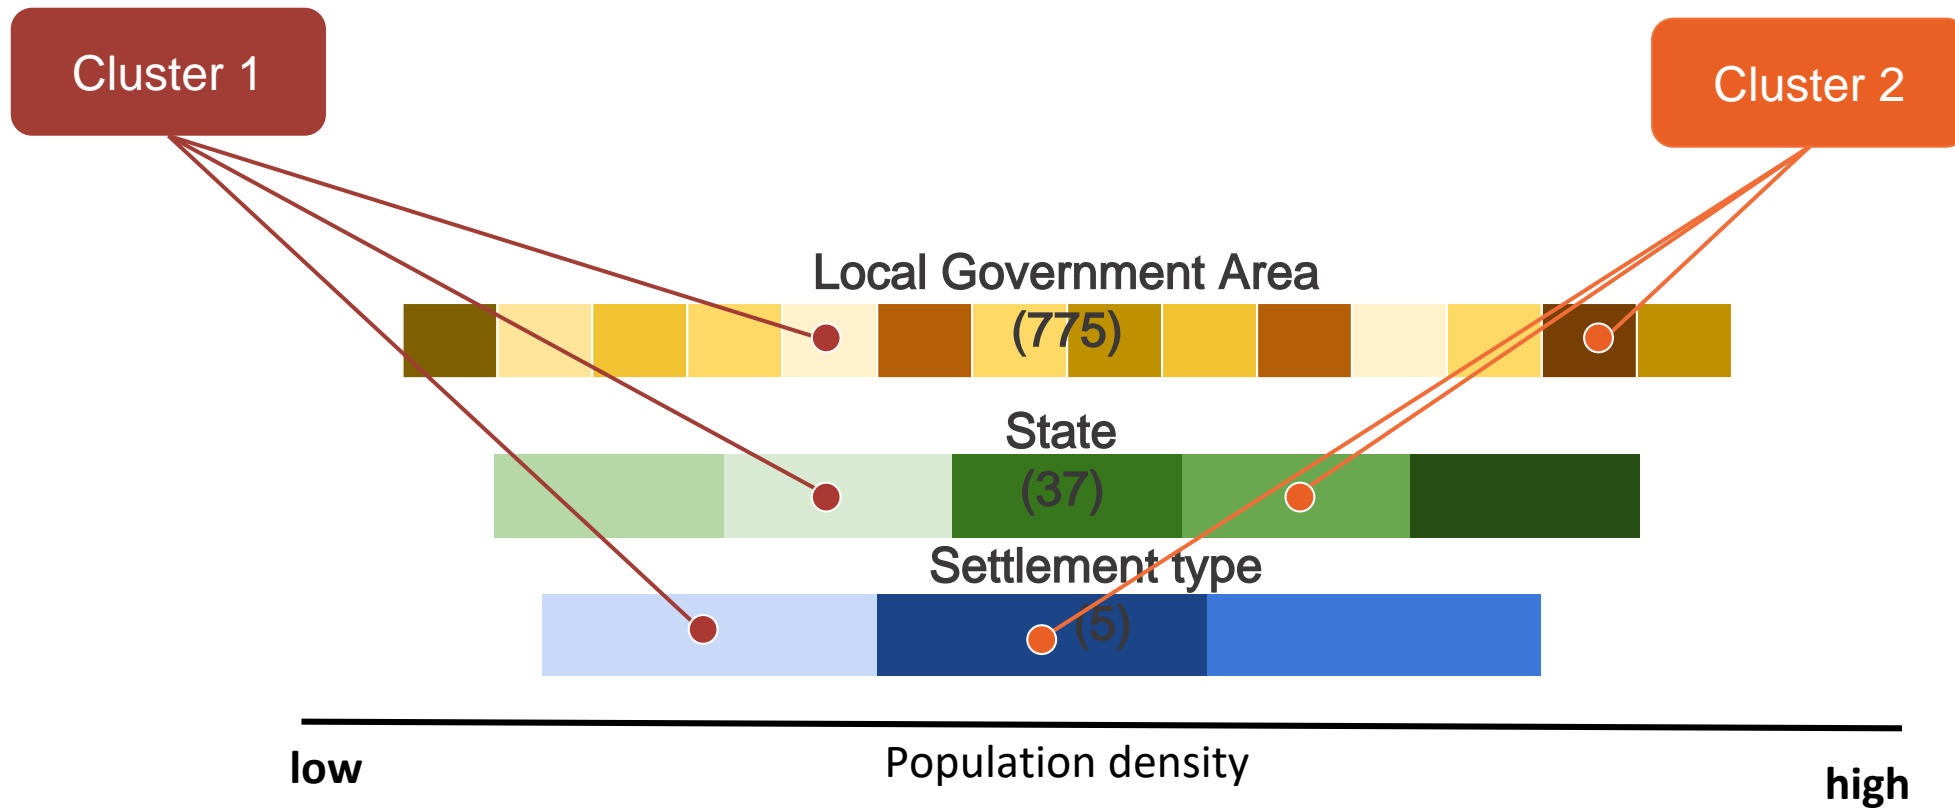 Cluster 1
Cluster 2
Local Government Area
(775)
State
(37)
Settlement type
(5)
low
Population density
high